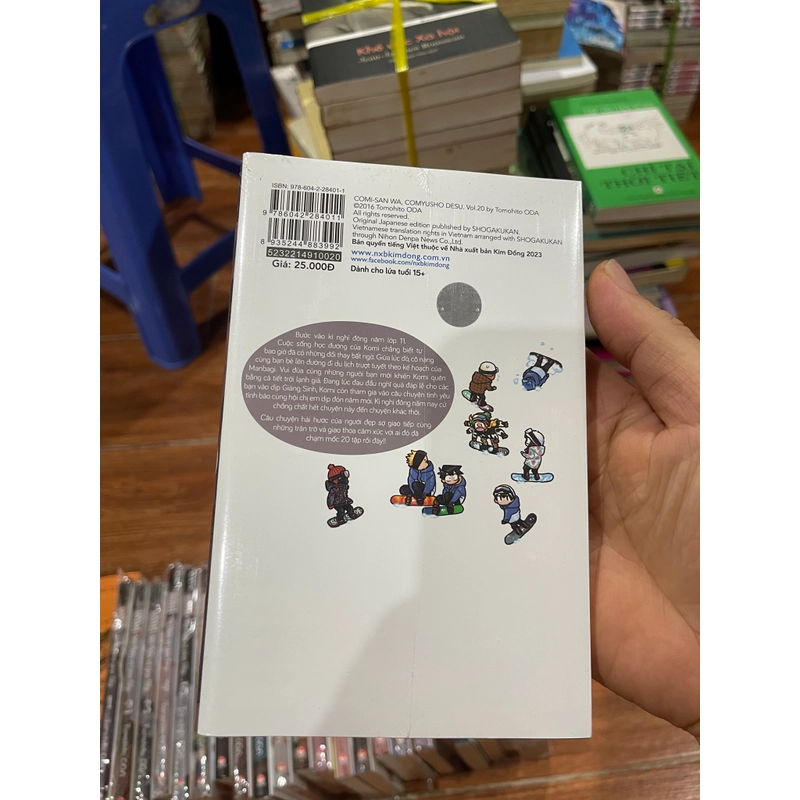 Khế ước Xã hội
ISBN: 978-604-2-28401-1
9 786042 284011
8 935244 883992
5232214910020
Giá: 25.000Đ
COMI-SAN WA, COMYUSHO DESU. Vol.20 by Tomohito ODA
©2016 Tomohito ODA
All rights reserved.
Original Japanese edition published by SHOGAKUKAN.
Vietnamese translation rights in Vietnam arranged with SHOGAKUKAN
through Nihon Denpa News Co.,Ltd.
Bản quyền tiếng Việt thuộc về Nhà xuất bản Kim Đồng 2023
www.nxbkimdong.com.vn
www.facebook.com/nxbkimdong
Dành cho lứa tuổi 15+
Bước vào kì nghỉ đông năm lớp 11.
Cuộc sống học đường của Komi chẳng biết tự
bao giờ đã có những đổi thay bất ngờ. Giữa lúc đó, cô nàng
cùng bạn bè lên đường đi du lịch trượt tuyết theo kế hoạch của
Manbagi. Vui đùa cùng những người bạn mới khiến Komi quên
bẵng cả tiết trời lạnh giá. Đang lúc đau đầu nghĩ quà đáp lễ cho các
bạn vào dịp Giáng Sinh, Komi còn tham gia vào câu chuyện tình yêu
tình báo cùng hội chị em dịp đón năm mới. Kì nghỉ đông năm nay cứ
chồng chất hết chuyện này đến chuyện khác thôi.
Câu chuyện hài hước của người đẹp sợ giao tiếp cùng
những trăn trở và giao thoa cảm xúc với ai đó đã
chạm mốc 20 tập rồi đây!!
CHI TẠI
THỜI TIẾT